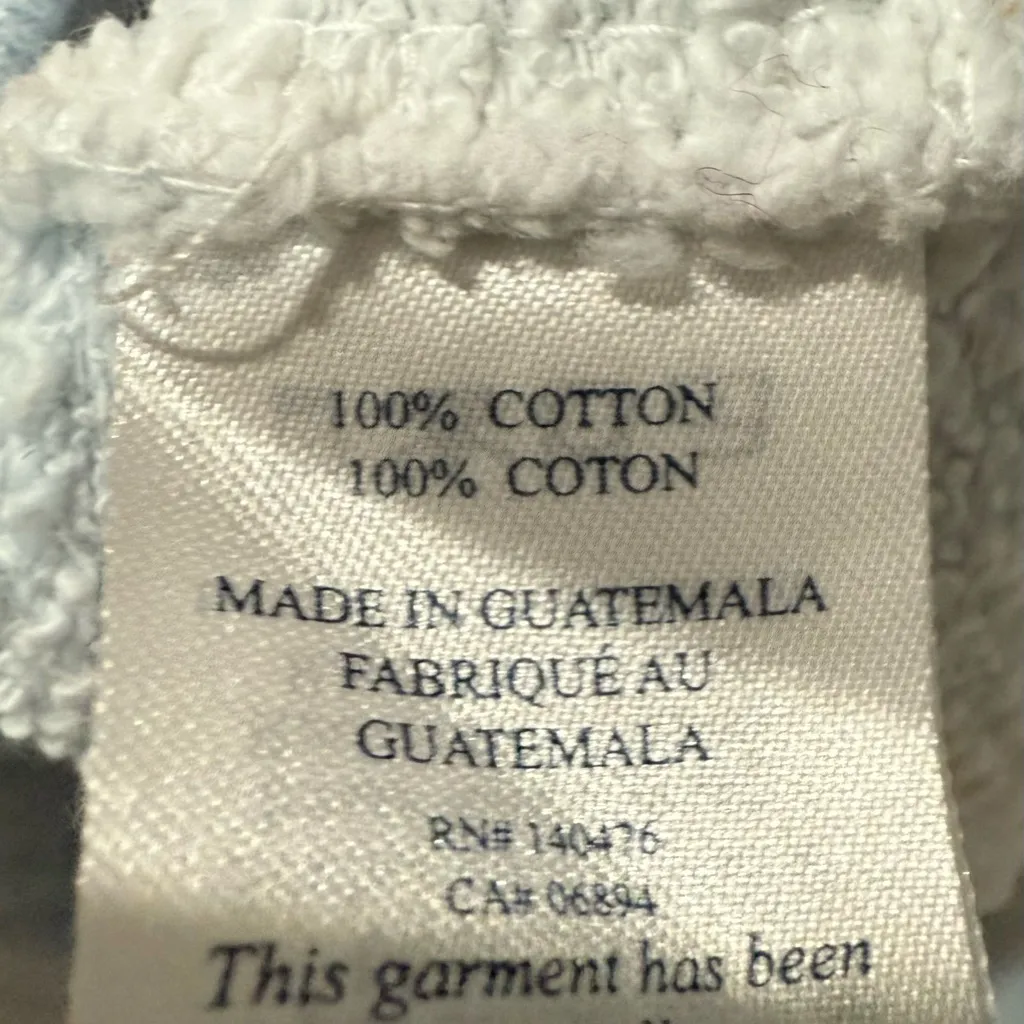 100% COTTON
100% COTON
MADE IN GUATEMALA
FABRIQUÉ AU
GUATEMALA
RN# 140476
CA# 06894
This garment has been